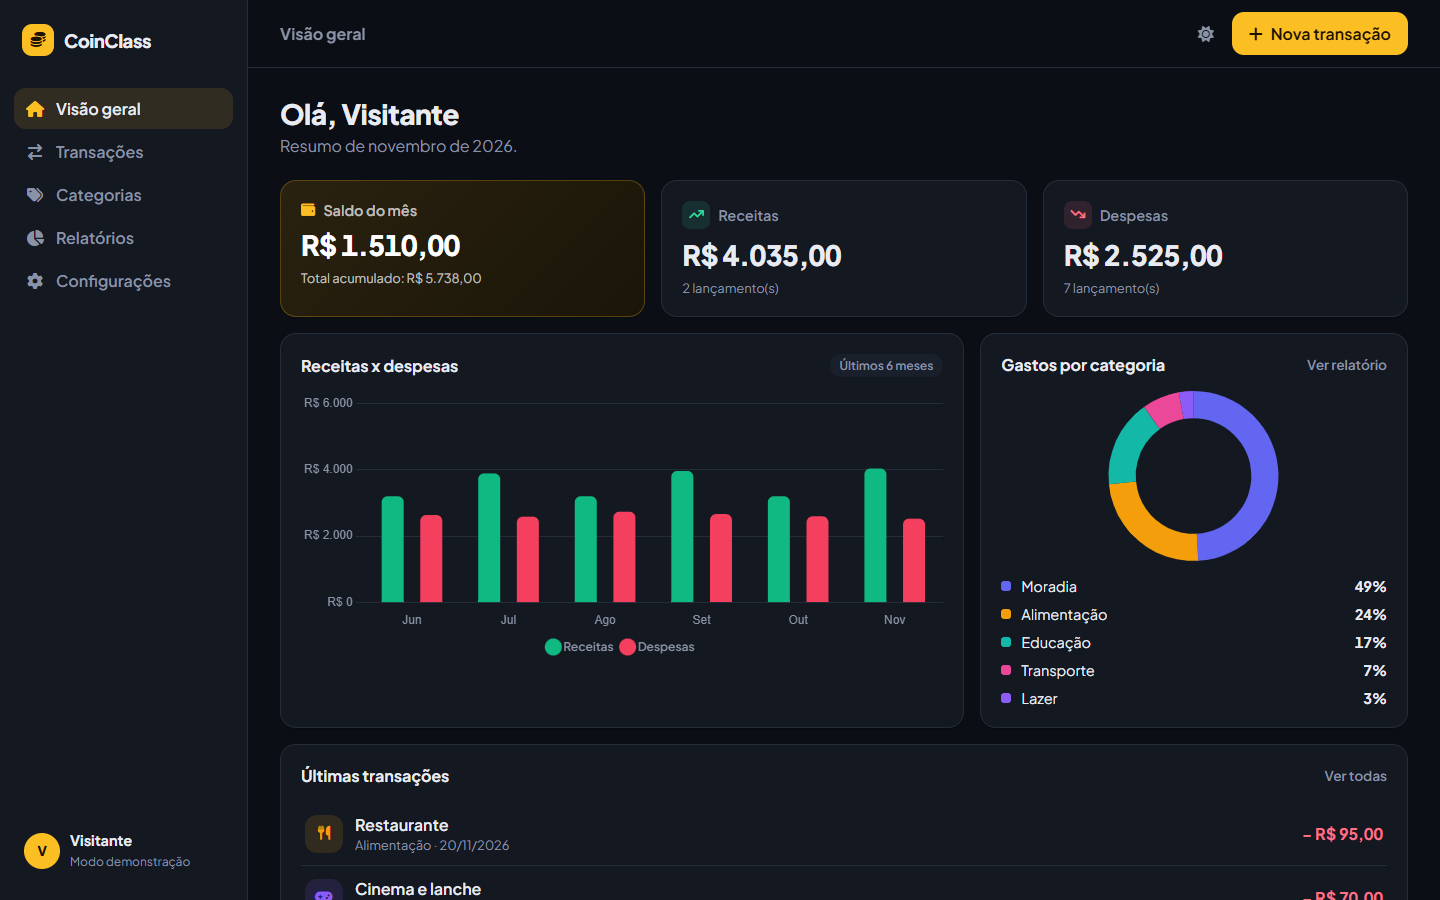 CoinClass
Visão geral
Transações
Categorias
Relatórios
Configurações
V
Visitante
Modo demonstração
Visão geral
Nova transação
Olá, Visitante
Resumo de novembro de 2026.
Saldo do mês
R$ 1.510,00
Total acumulado: R$ 5.738,00
Receitas
R$ 4.035,00
2 lançamento(s)
Despesas
R$ 2.525,00
7 lançamento(s)
Receitas x despesas
Últimos 6 meses
R$ 6.000
R$ 4.000
R$ 2.000
R$ 0
Jun Jul Ago Set Out Nov
Receitas Despesas
Gastos por categoria
Ver relatório
Moradia 49%
Alimentação 24%
Educação 17%
Transporte 7%
Lazer 3%
Últimas transações
Ver todas
Restaurante
Alimentação · 20/11/2026
– R$ 95,00
Cinema e lanche
– R$ 70,00